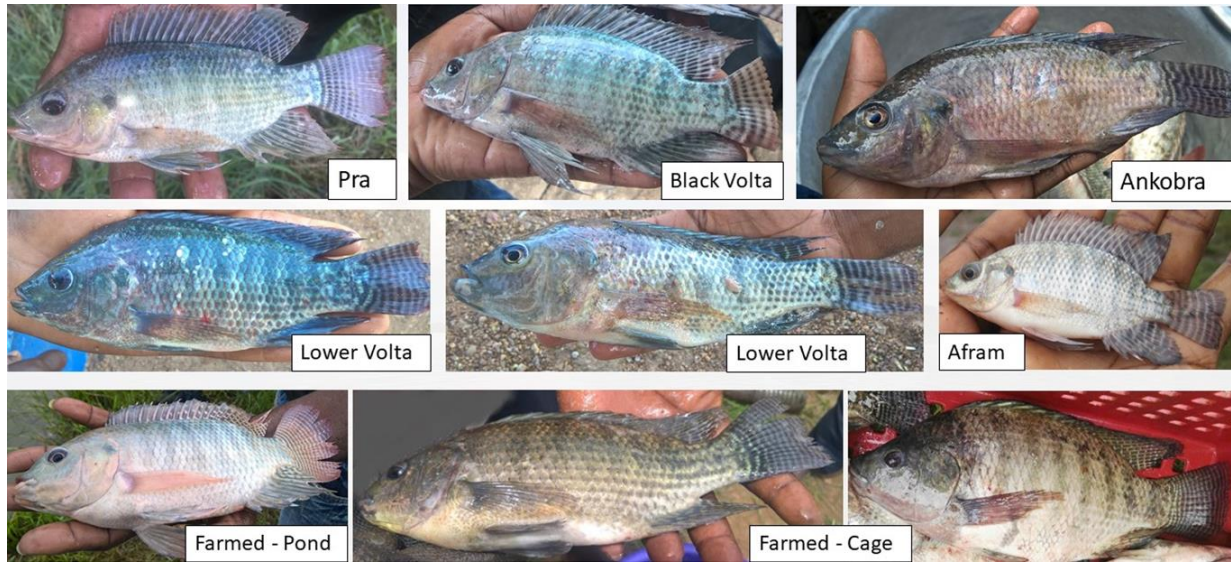 Pra
Black Volta
Ankobra
Lower Volta
Lower Volta
Afram
Farmed - Pond
Farmed - Cage